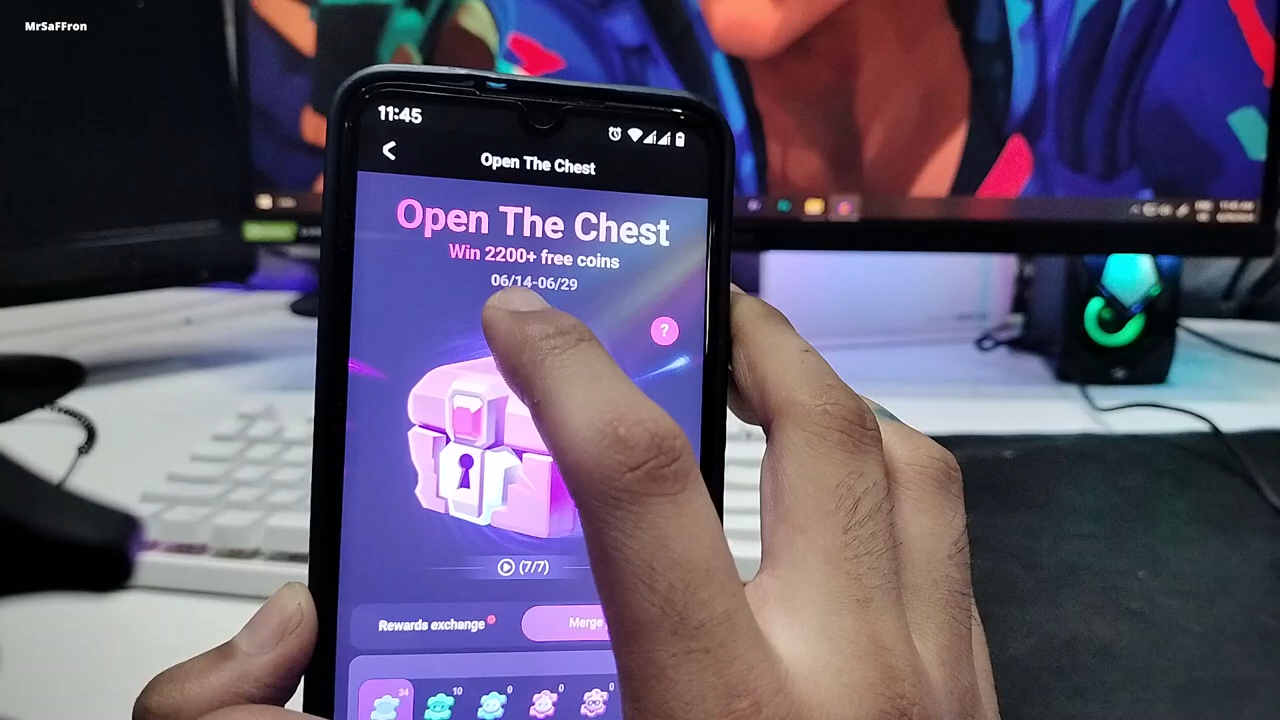 MrSaFFron
11:45
Open The Chest
Open The Chest
Win 2200+ free coins
06/14-06/29
?
(7/7)
Rewards exchange
Merge
34
10
0
0
0